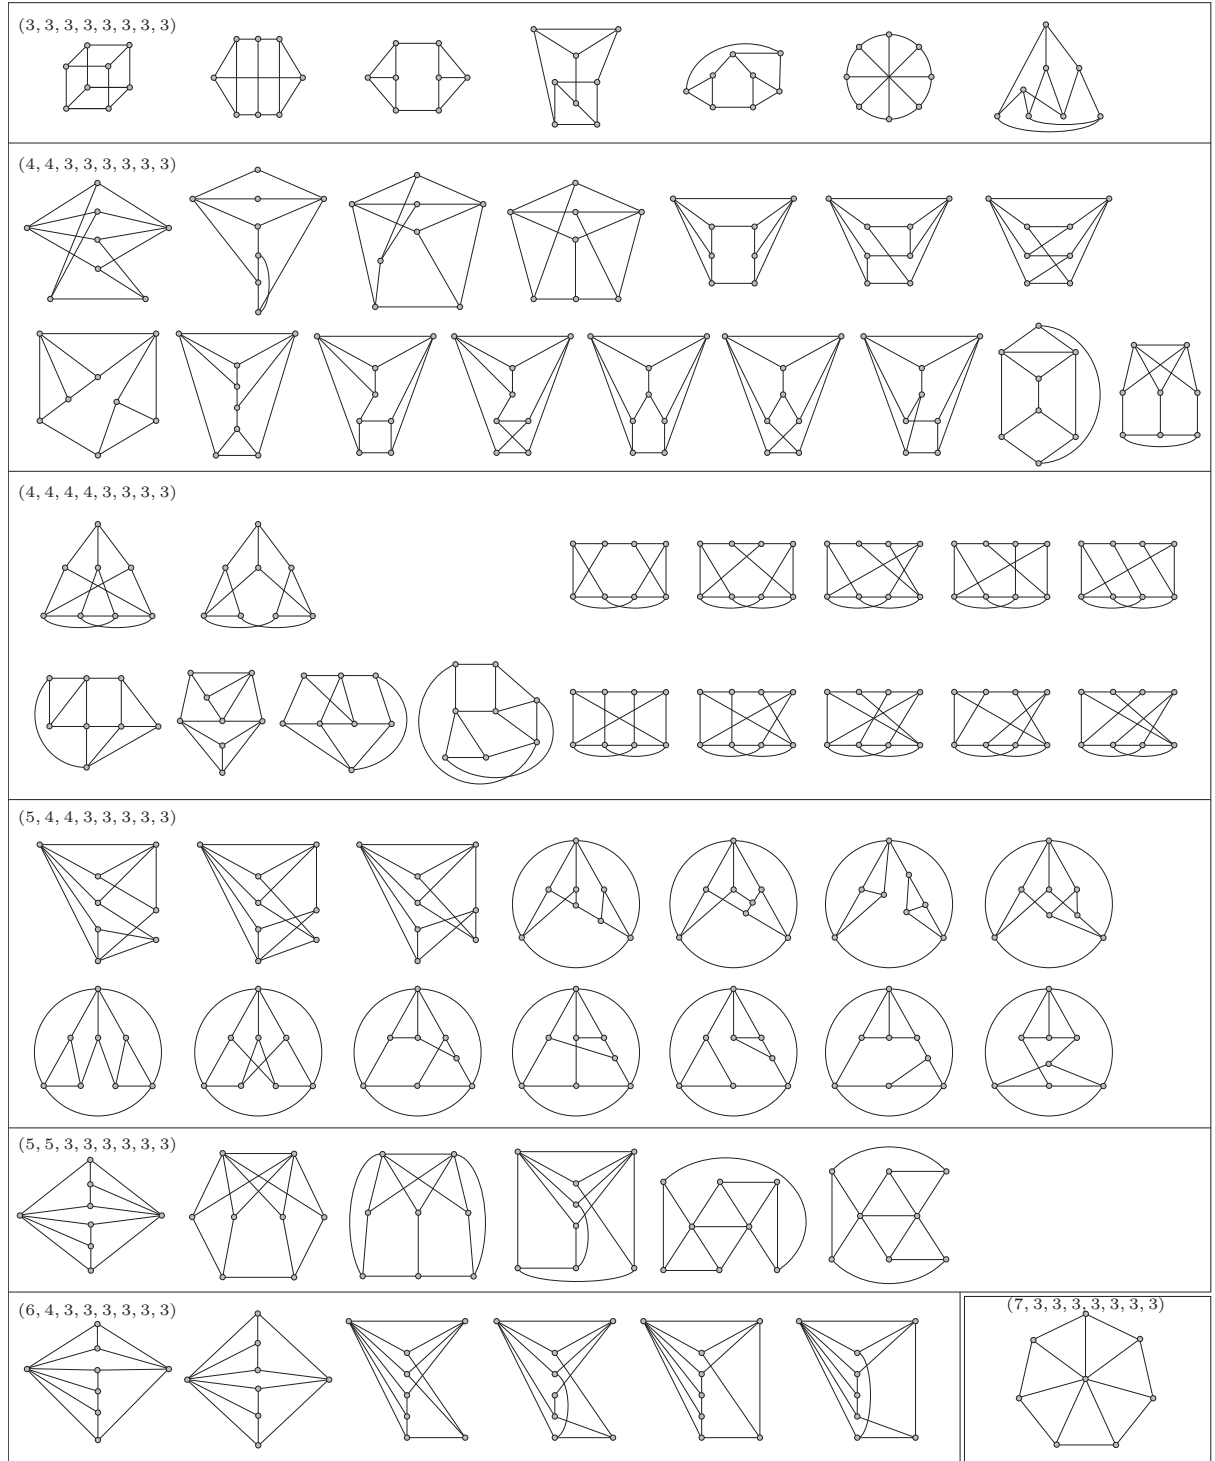 (3, 3, 3, 3, 3, 3, 3, 3)
(4, 4, 3, 3, 3, 3, 3, 3)
(4, 4, 4, 4, 3, 3, 3, 3)
(5, 4, 4, 3, 3, 3, 3, 3)
(5, 5, 3, 3, 3, 3, 3, 3)
(6, 4, 3, 3, 3, 3, 3, 3)
(7, 3, 3, 3, 3, 3, 3, 3)